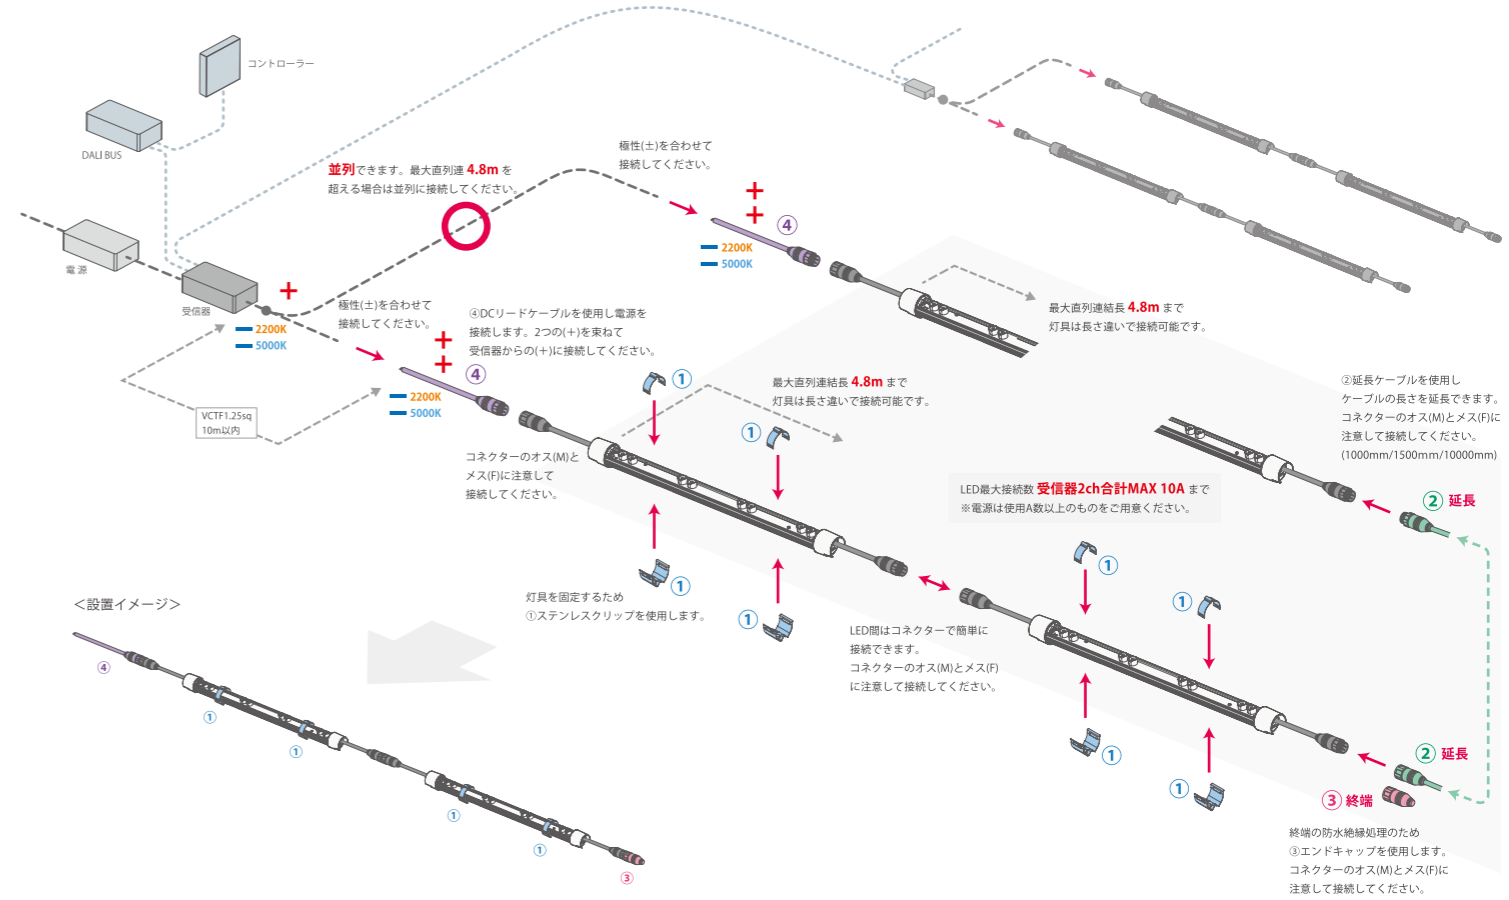 コントローラー
DALI BUS
電 源
受信器
並列できます。最大直列連 4.8m を
超える場合は並列に接続してください。
極性(±)を合わせて
接続してください。
+
+
④
2200K
5000K
+
2200K
5000K
極性(±)を合わせて
接続してください。
④DCリードケーブルを使用し電源を
接続します。2つの(+)を束ねて
受信器からの(+)に接続してください。
+
+
④
2200K
5000K
VCTF1.25sq
10m以内
最大直列連結長 4.8m まで
灯具は長さ違いで接続可能です。
①
最大直列連結長 4.8m まで
灯具は長さ違いで接続可能です。
①
コネクターのオス(M)と
メス(F)に注意して
接続してください。
②延長ケーブルを使用し
ケーブルの長さを延長できます。
コネクターのオス(M)とメス(F)に
注意して接続してください。
(1000mm/1500mm/10000mm)
LED最大接続数 受信器2ch合計MAX 10A まで
※電源は使用A数以上のものをご用意ください。
② 延長
①
①
灯具を固定するため
①ステンレスクリップを使用します。
①
①
LED間はコネクターで簡単に
接続できます。
コネクターのオス(M)とメス(F)
に注意して接続してください。
①
①
② 延長
③ 終端
終端の防水絶縁処理のため
③エンドキャップを使用します。
コネクターのオス(M)とメス(F)に
注意して接続してください。
＜設置イメージ＞
④
①
①
①
①
③